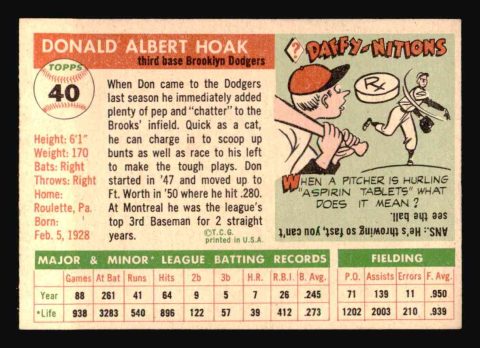 DONALD ALBERT HOAK
third base Brooklyn Dodgers
TOPPS
40
Height: 6'1"
Weight: 170
Bats: Right
Throws: Right
Home:
Roulette, Pa.
Born:
Feb. 5, 1928
When Don came to the Dodgers
last season he immediately added
plenty of pep and "chatter" to the
Brooks' infield. Quick as a cat,
he can charge in to scoop up
bunts as well as race to his left
to make the tough plays. Don
started in '47 and moved up to
Ft. Worth in '50 where he hit .280.
At Montreal he was the league's
top 3rd Baseman for 2 straight
years.
©T.C.G.
printed in U.S.A.
?
DAFFY-NITIONS
Rx
WHEN A PITCHER IS HURLING
"ASPIRIN TABLETS" WHAT
DOES IT MEAN?
ANS. He's throwing so fast you can't
see the ball.
MAJOR & MINOR* LEAGUE BATTING RECORDS
Games At Bat Runs Hits 2b 3b H.R. R.B.I. B. Avg.
Year 88 261 41 64 9 5 7 26 .245
*Life 938 3283 540 896 142 58 39 412 .273
FIELDING
P.O. Assists Errors F. Avg.
71 139 11 .950
1202 2003 210 .939